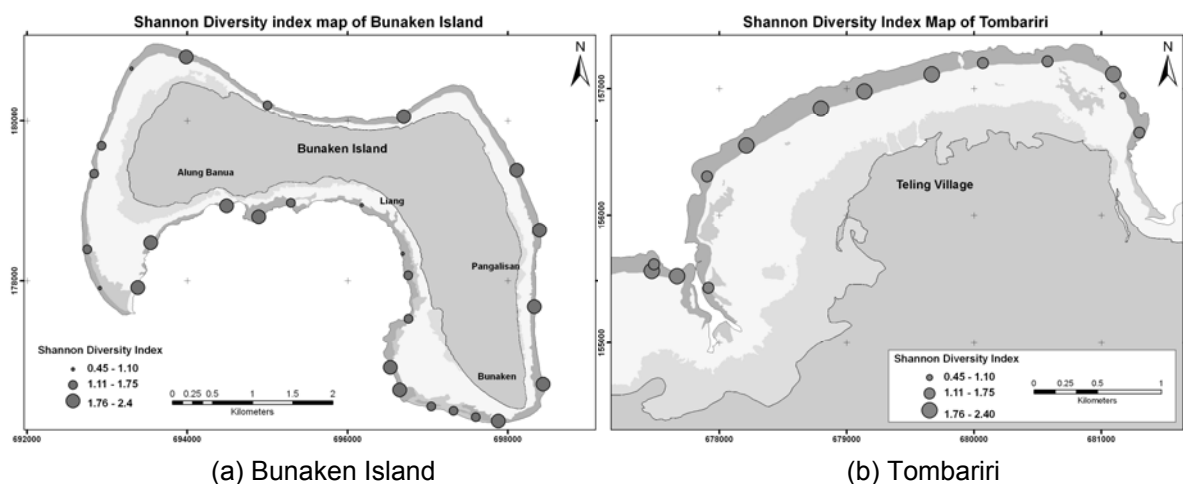 Shannon Diversity index map of Bunaken Island
N
180000
178000
Bunaken Island
Alung Banua
Liang
Pangalisan
Bunaken
Shannon Diversity Index
0.45 - 1.10
1.11 - 1.75
1.76 - 2.4
0 0.25 0.5 1 1.5 2
Kilometers
692000 694000 696000 698000
(a) Bunaken Island
Shannon Diversity Index Map of Tombariri
N
157000
156000
155000
Teling Village
Shannon Diversity Index
0.45 - 1.10
1.11 - 1.75
1.76 - 2.40
0 0.25 0.5 1
Kilometers
678000 679000 680000 681000
(b) Tombariri